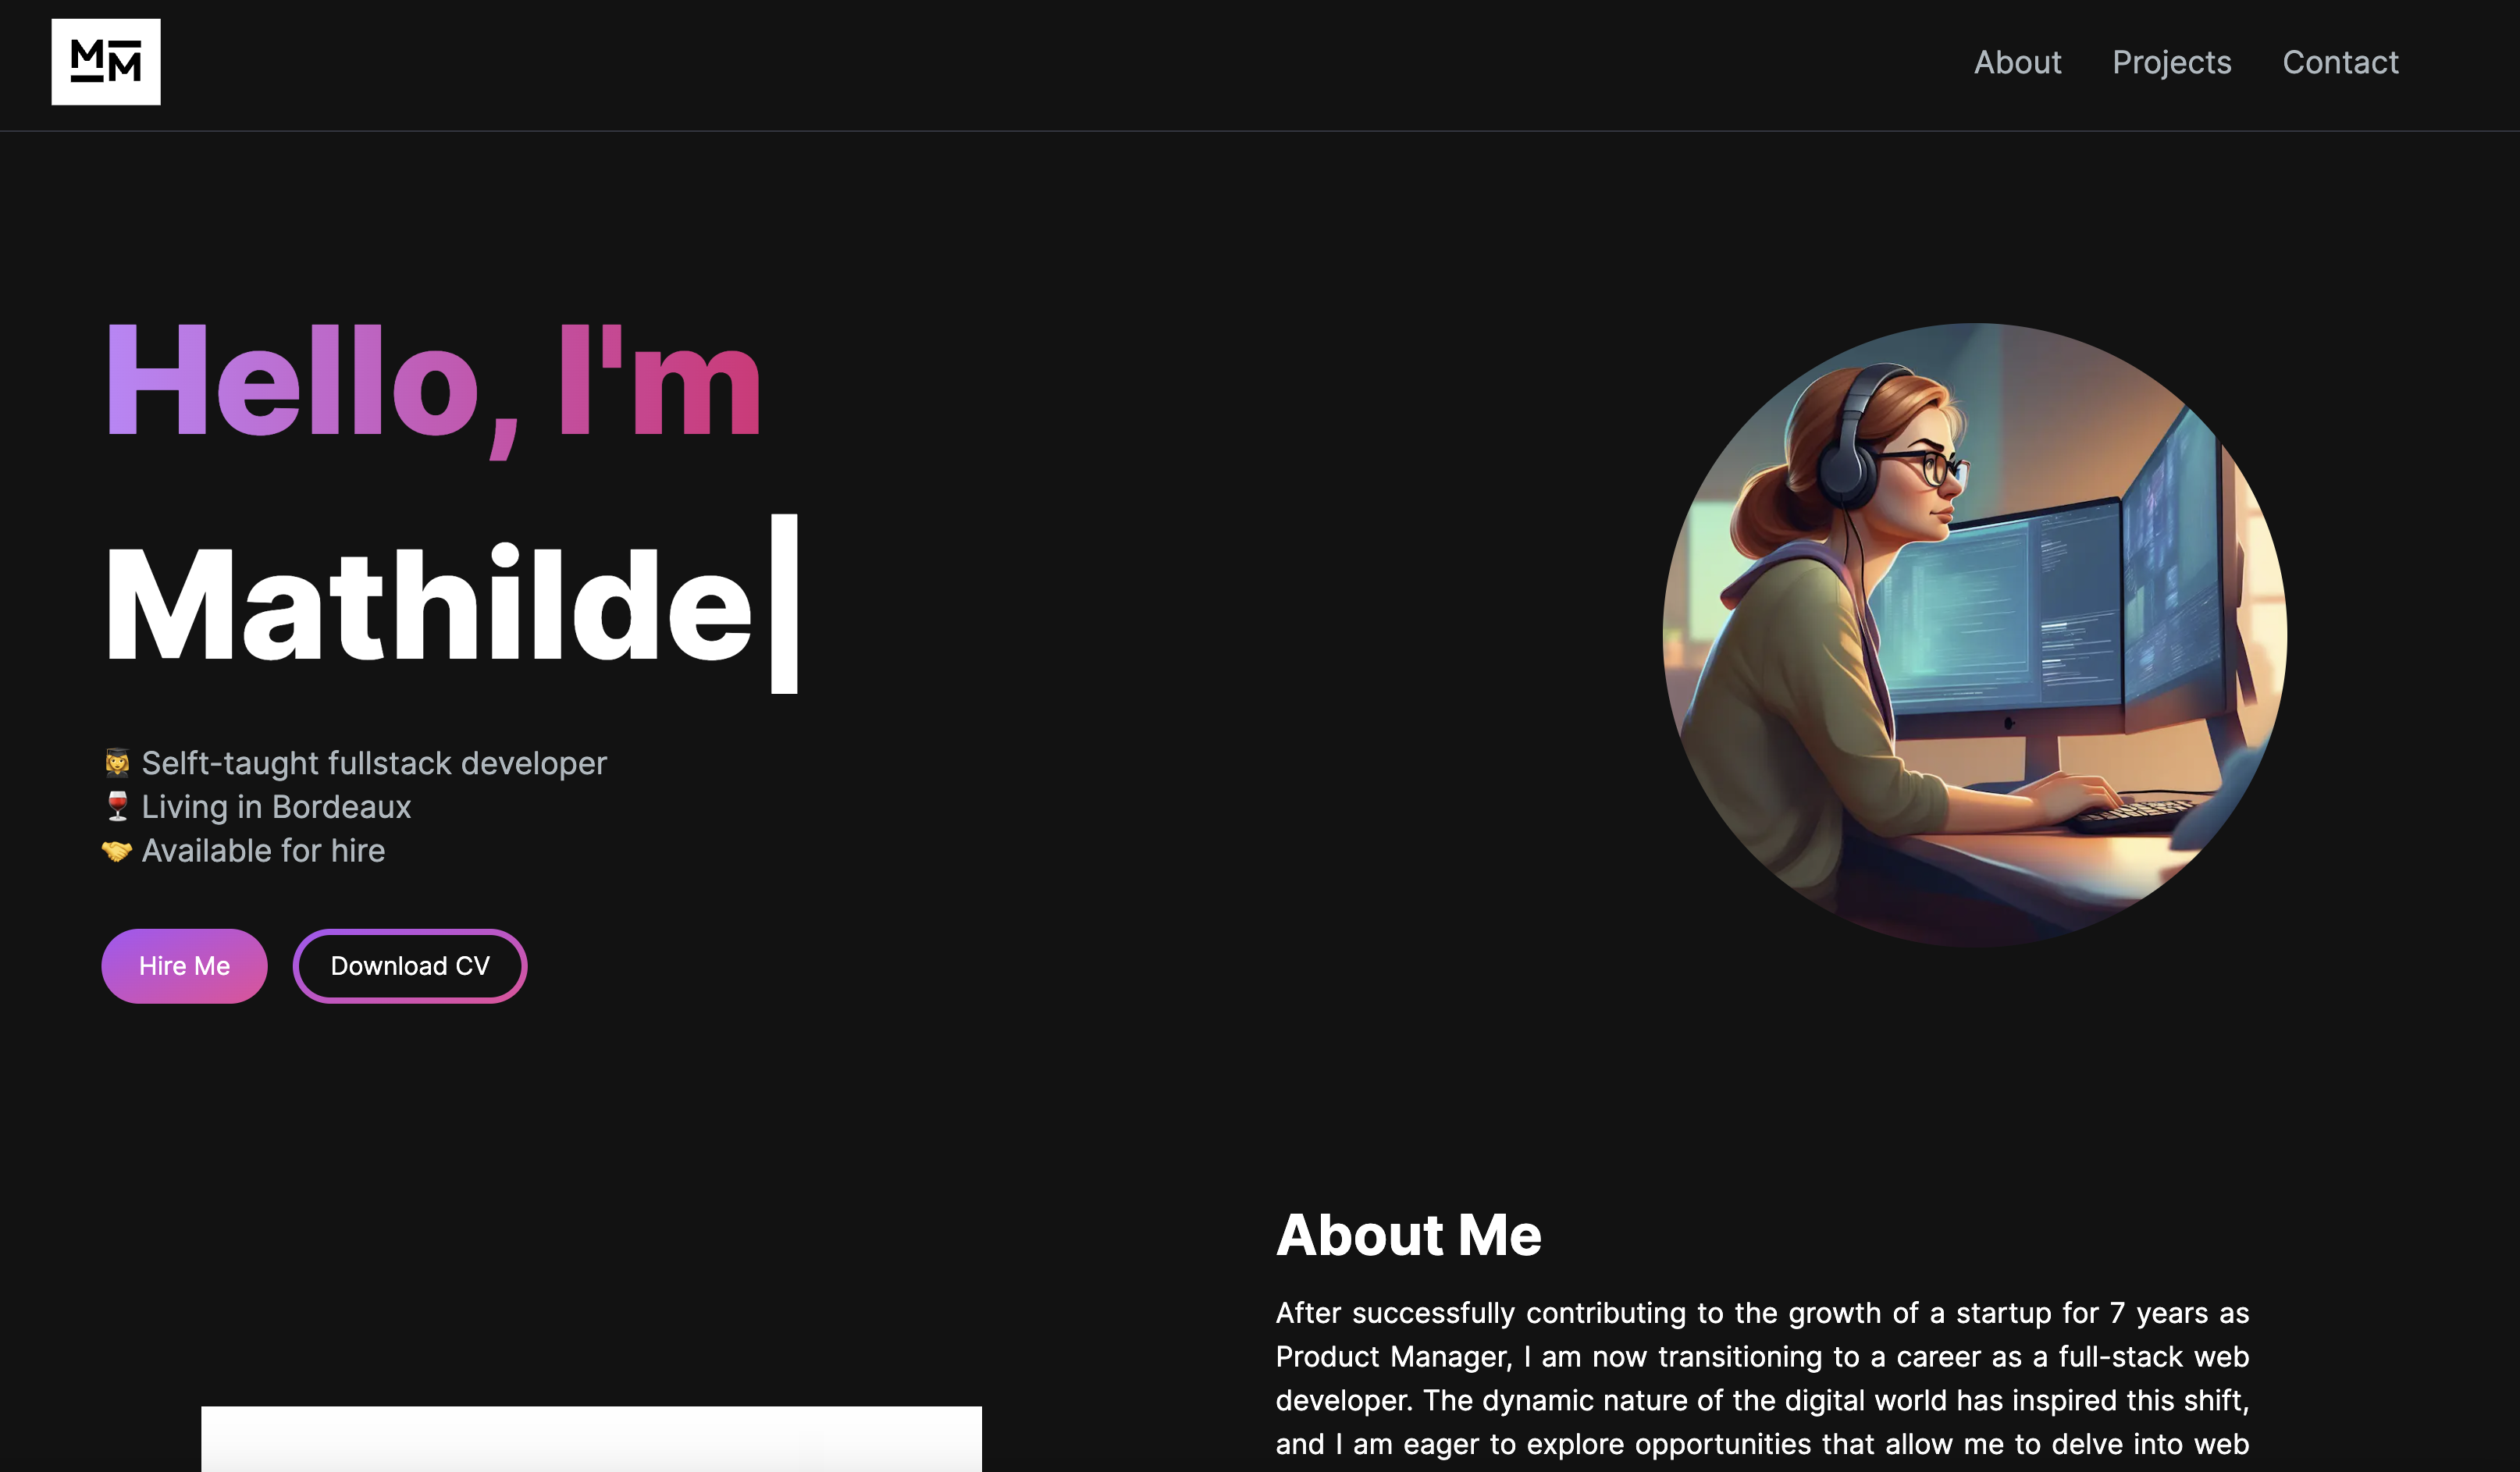 MM
About Projects Contact
Hello, I'm
Mathilde|
👩‍🎓 Selft-taught fullstack developer
🍷 Living in Bordeaux
🤝 Available for hire
Hire Me Download CV
About Me
After successfully contributing to the growth of a startup for 7 years as
Product Manager, I am now transitioning to a career as a full-stack web
developer. The dynamic nature of the digital world has inspired this shift,
and I am eager to explore opportunities that allow me to delve into web